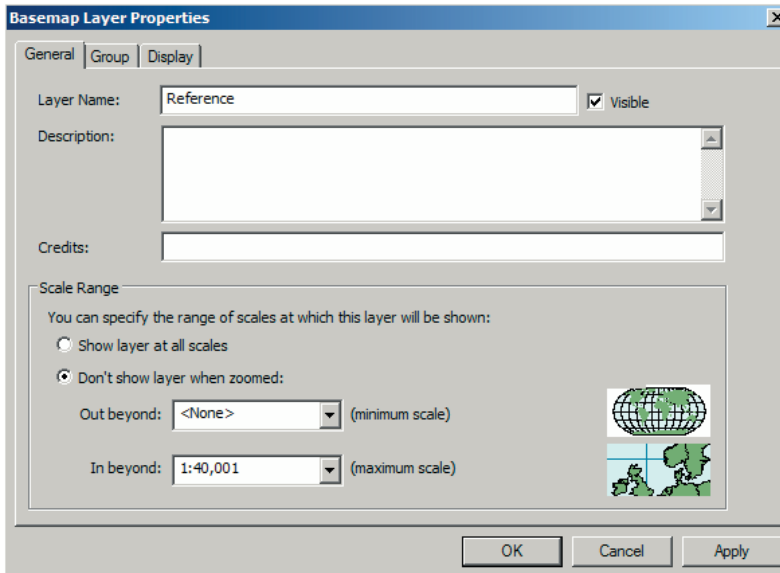 Basemap Layer Properties
General Group Display
Layer Name: Reference Visible
Description:
Credits:
Scale Range
You can specify the range of scales at which this layer will be shown:
Show layer at all scales
Don't show layer when zoomed:
Out beyond: <None> (minimum scale)
In beyond: 1:40,001 (maximum scale)
OK Cancel Apply